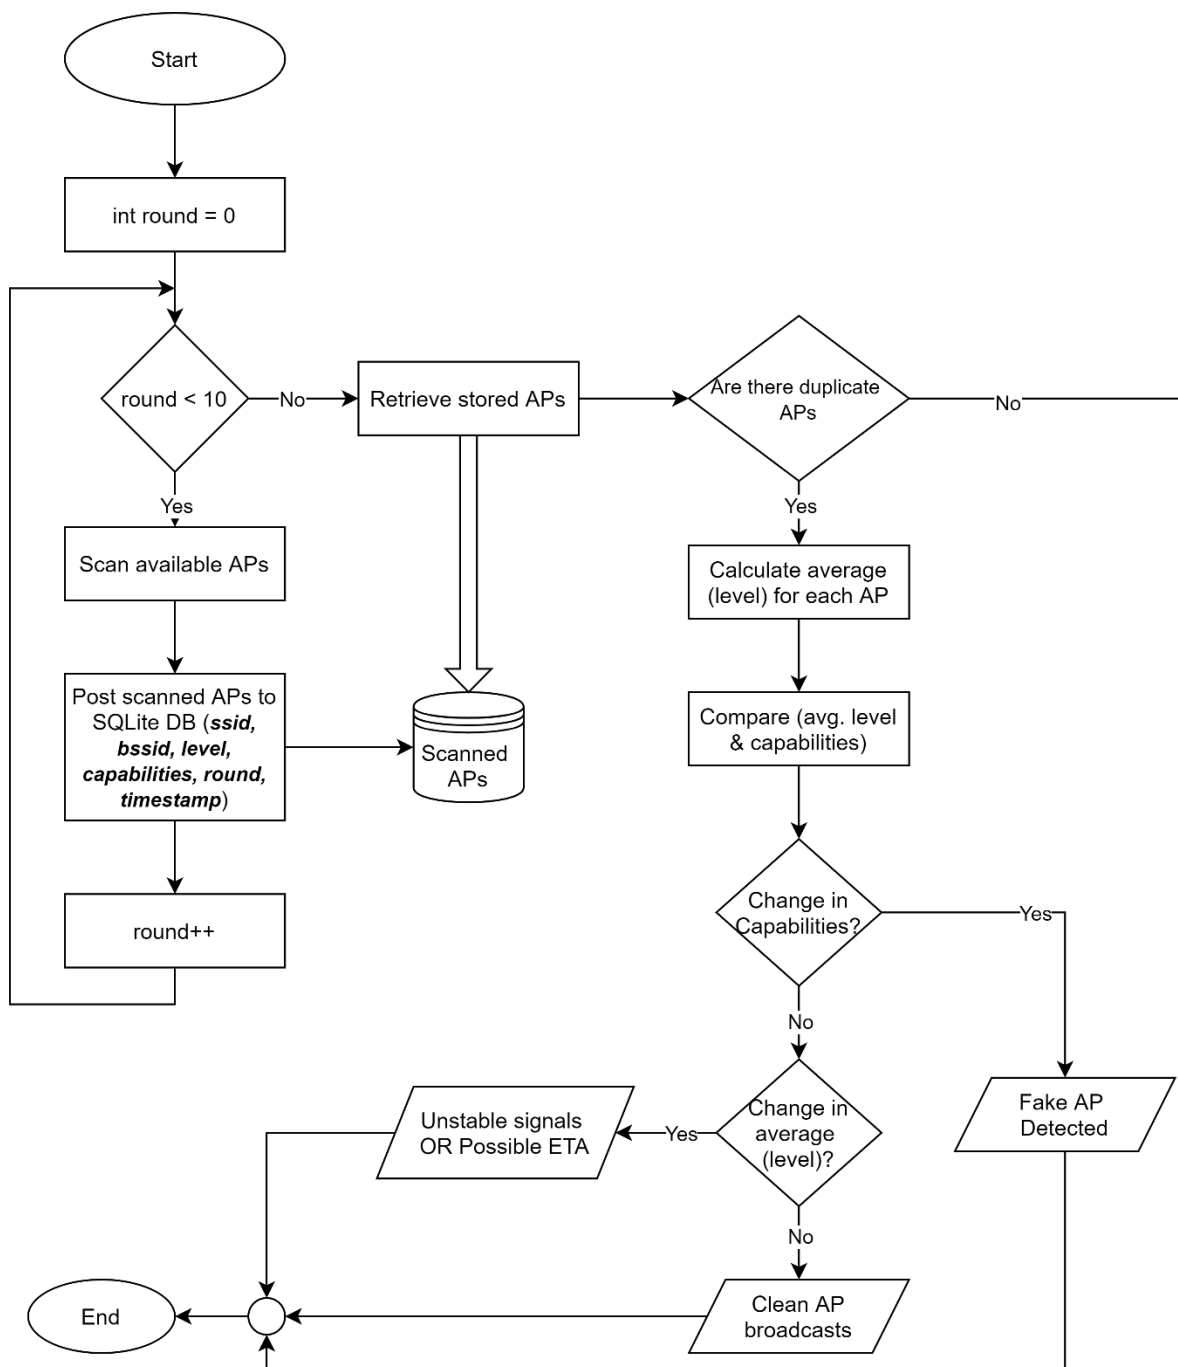 Start
int round = 0
round < 10
No
Retrieve stored APs
Are there duplicate
APs
No
Yes
Scan available APs
Yes
Calculate average
(level) for each AP
Post scanned APs to
SQLite DB (ssid,
bssid, level,
capabilities, round,
timestamp)
Scanned
APs
Compare (avg. level
& capabilities)
round++
Change in
Capabilities?
Yes
No
Fake AP
Detected
Change in
average
(level)?
Yes
Unstable signals
OR Possible ETA
No
Clean AP
broadcasts
End